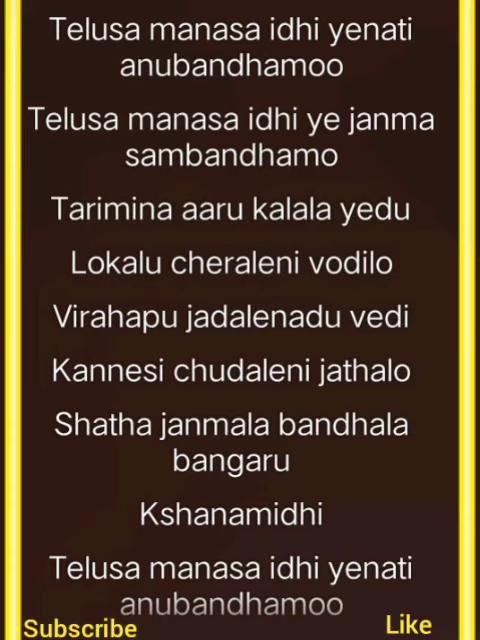 Telusa manasa idhi yenati
anubandhamoo
Telusa manasa idhi ye janma
sambandhamo
Tarimina aaru kalala yedu
Lokalu cheraleni vodilo
Virahapu jadalenadu vedi
Kannesi chudaleni jathalo
Shatha janmala bandhala
bangaru
Kshanamidhi
Telusa manasa idhi yenati
anubandhamoo
Subscribe
Like